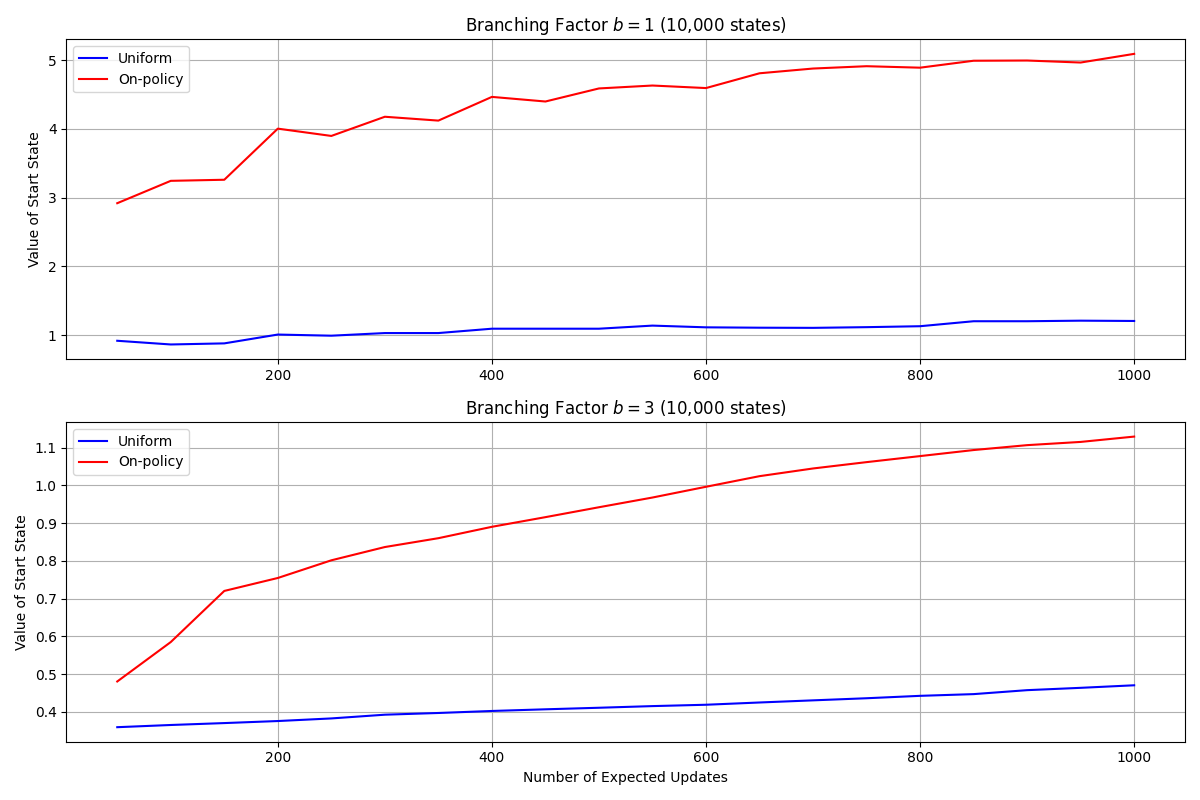 Branching Factor b = 1 (10,000 states)
Uniform
On-policy
Value of Start State
5
4
3
2
1
200 400 600 800 1000
Branching Factor b = 3 (10,000 states)
Uniform
On-policy
Value of Start State
1.1
1.0
0.9
0.8
0.7
0.6
0.5
0.4
200 400 600 800 1000
Number of Expected Updates